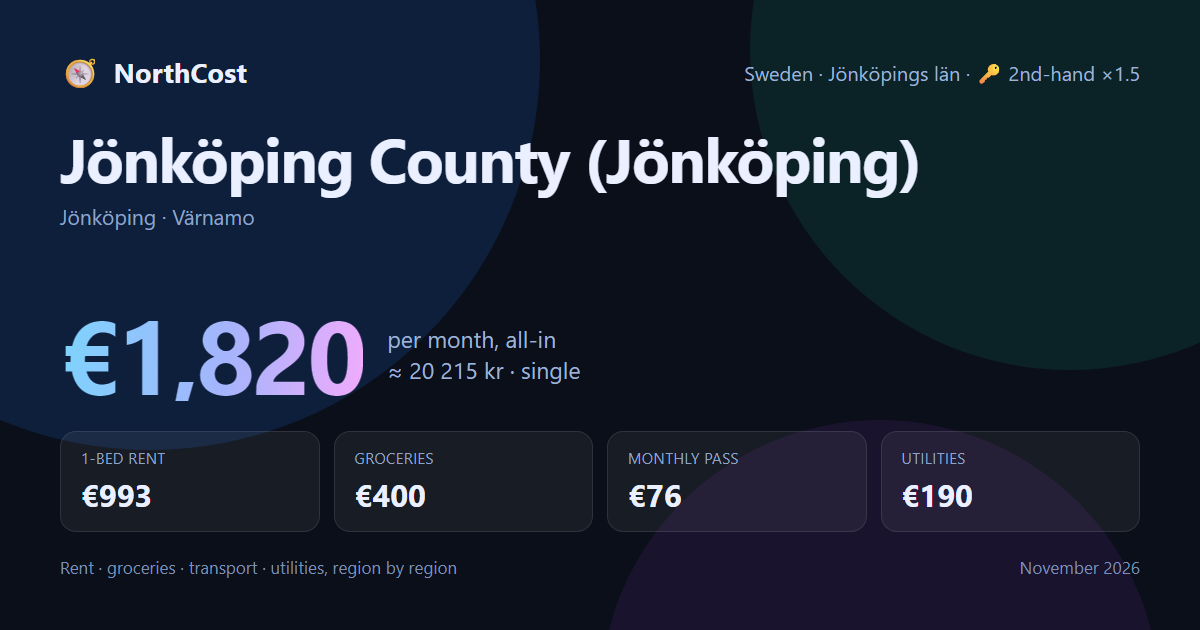 NorthCost
Sweden · Jönköpings län · 🔑 2nd-hand ×1.5
Jönköping County (Jönköping)
Jönköping · Värnamo
€1,820
per month, all-in
≈ 20 215 kr · single
1-BED RENT
€993
GROCERIES
€400
MONTHLY PASS
€76
UTILITIES
€190
Rent · groceries · transport · utilities, region by region
November 2026